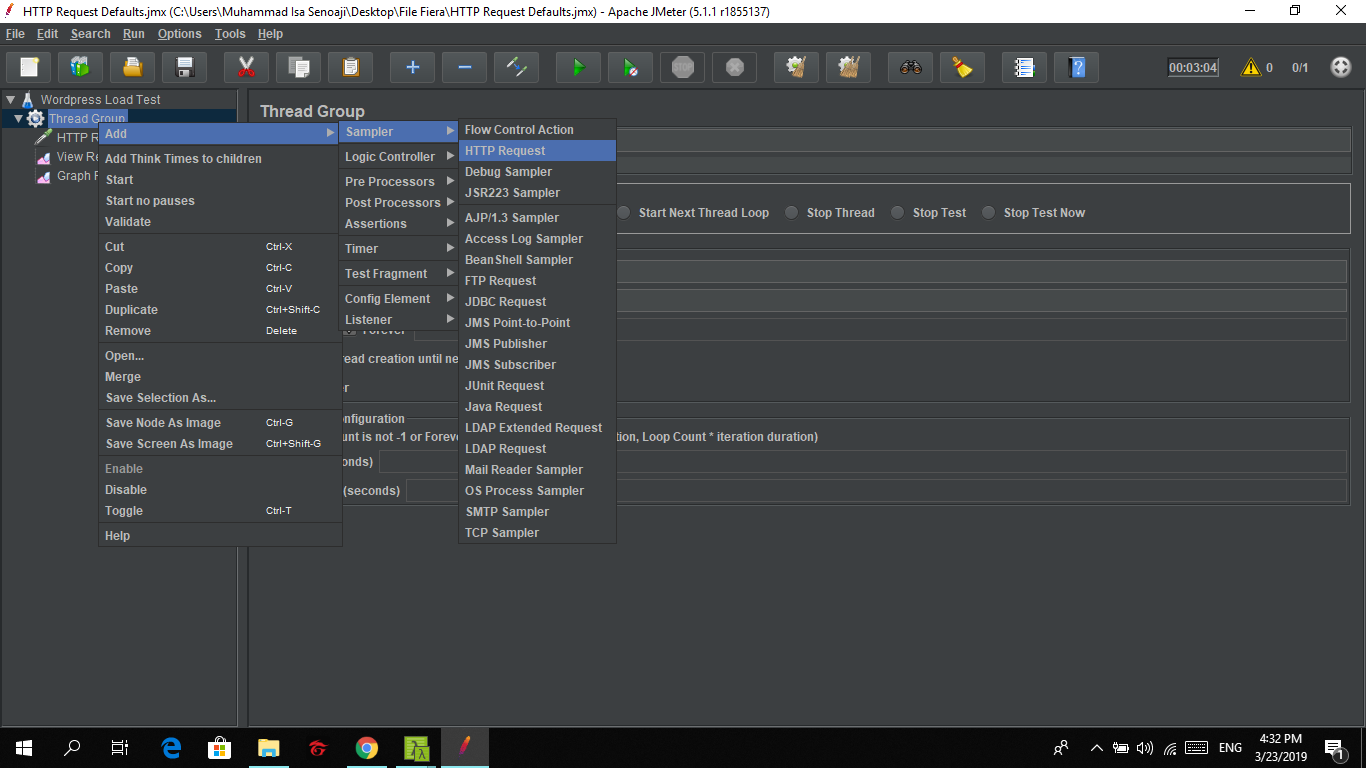 HTTP Request Defaults.jmx (C:\Users\Muhammad Isa Senoaji\Desktop\File Fiera\HTTP Request Defaults.jmx) - Apache JMeter (5.1.1 r1855137)
File Edit Search Run Options Tools Help
00:03:04 0 0/1
Wordpress Load Test
Thread Group
HTTP R
View Re
Graph R
Thread Group
Add
Add Think Times to children
Start
Start no pauses
Validate
Cut Ctrl-X
Copy Ctrl-C
Paste Ctrl-V
Duplicate Ctrl+Shift-C
Remove Delete
Open...
Merge
Save Selection As...
Save Node As Image Ctrl-G
Save Screen As Image Ctrl+Shift-G
Enable
Disable
Toggle Ctrl-T
Help
Sampler
Logic Controller
Pre Processors
Post Processors
Assertions
Timer
Test Fragment
Config Element
Listener
Flow Control Action
HTTP Request
Debug Sampler
JSR223 Sampler
AJP/1.3 Sampler
Access Log Sampler
BeanShell Sampler
FTP Request
JDBC Request
JMS Point-to-Point
JMS Publisher
JMS Subscriber
JUnit Request
Java Request
LDAP Extended Request
LDAP Request
Mail Reader Sampler
OS Process Sampler
SMTP Sampler
TCP Sampler
Start Next Thread Loop Stop Thread Stop Test Stop Test Now
read creation until ne
r
onfiguration
unt is not -1 or Foreve
ion, Loop Count * iteration duration)
onds)
(seconds)
ENG
4:32 PM
3/23/2019
1